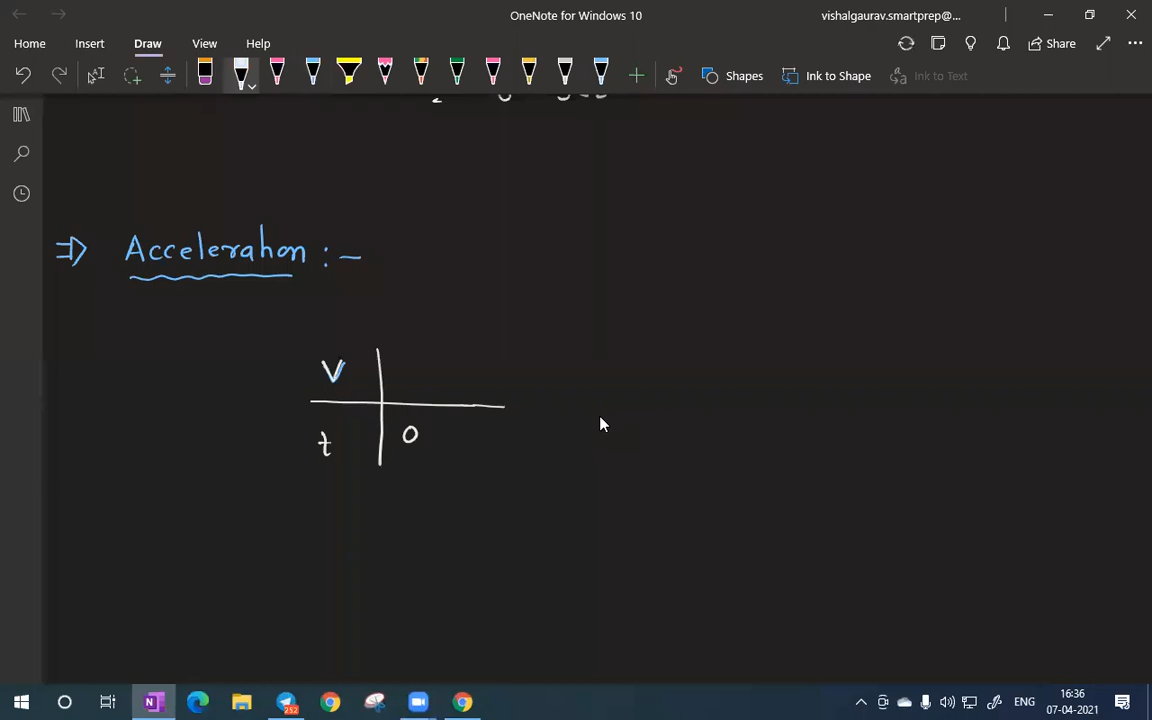 OneNote for Windows 10
vishalgaurav.smartprep@...
Home Insert Draw View Help
Share
Shapes Ink to Shape Ink to Text
⇒ Acceleration :-
V
t 0
252
ENG
16:36
07-04-2021